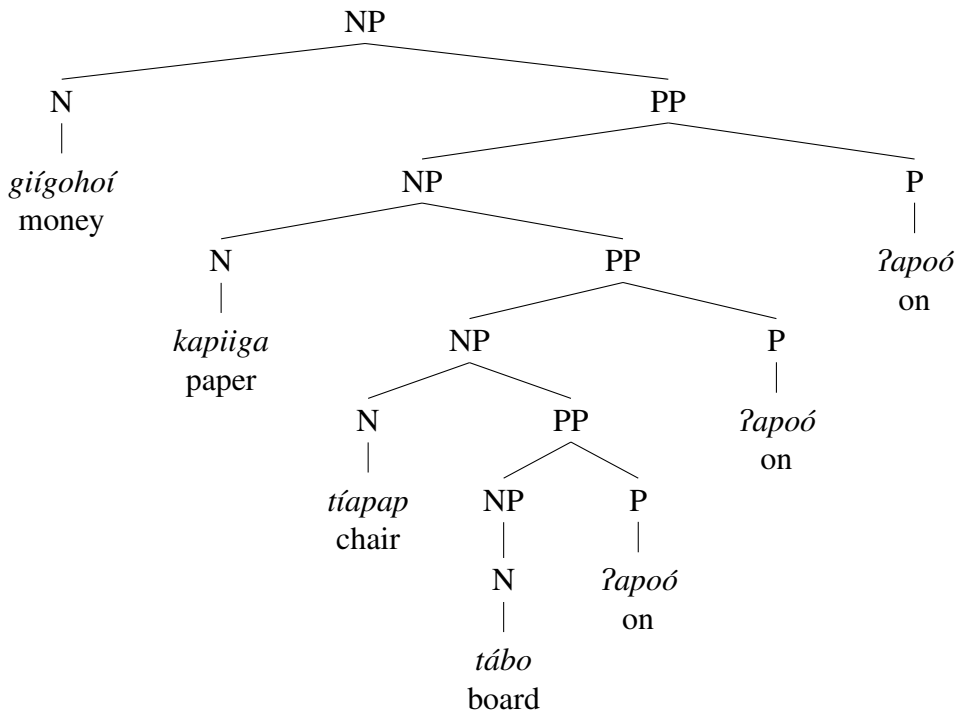 NP
N PP
giígohoí NP P
money
N PP ʔapoó
on
kapiiga NP P
paper
N PP ʔapoó
on
tíapap NP P
chair
N ʔapoó
on
tábo
board